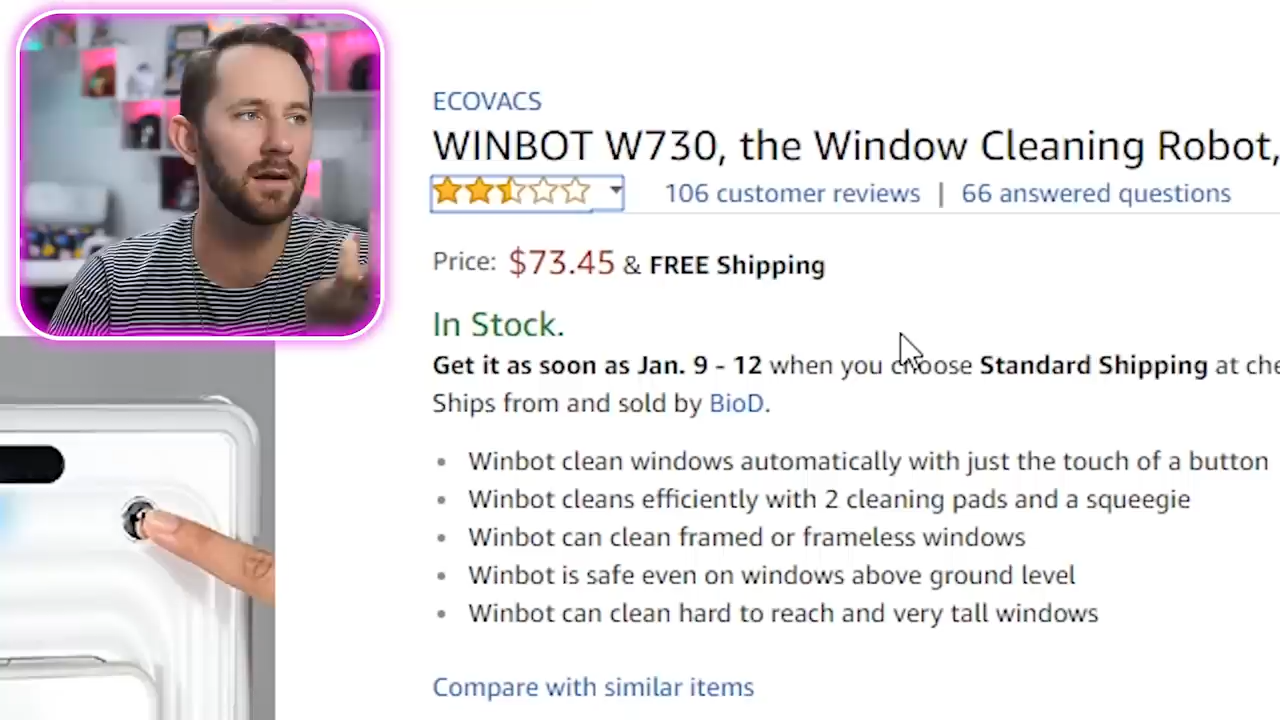 ECOVACS
WINBOT W730, the Window Cleaning Robot,
106 customer reviews | 66 answered questions
Price: $73.45 & FREE Shipping
In Stock.
Get it as soon as Jan. 9 - 12 when you choose Standard Shipping at che
Ships from and sold by BioD.
• Winbot clean windows automatically with just the touch of a button
• Winbot cleans efficiently with 2 cleaning pads and a squeegie
• Winbot can clean framed or frameless windows
• Winbot is safe even on windows above ground level
• Winbot can clean hard to reach and very tall windows
Compare with similar items